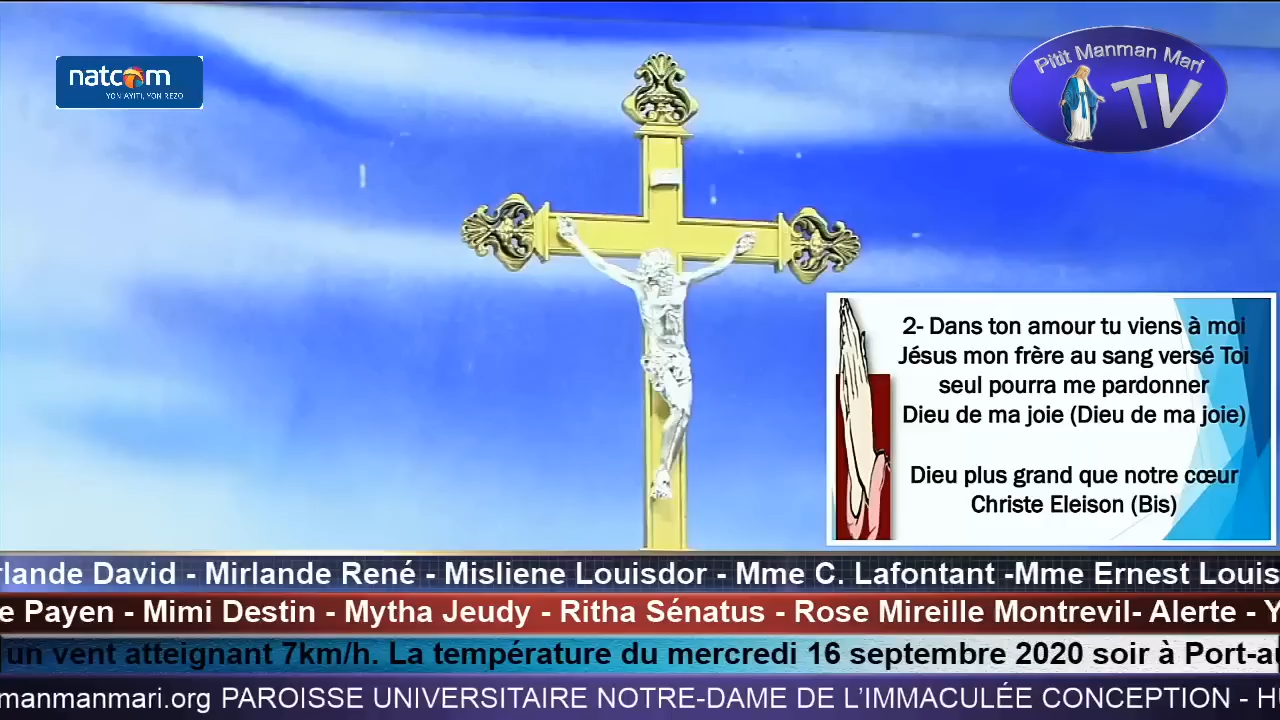 natcom
YON AYITI, YON REZO
Pitit Manman Mari
TV
2- Dans ton amour tu viens à moi
Jésus mon frère au sang versé Toi
seul pourra me pardonner
Dieu de ma joie (Dieu de ma joie)
Dieu plus grand que notre cœur
Christe Eleison (Bis)
rlande David - Mirlande René - Misliene Louisdor - Mme C. Lafontant -Mme Ernest Louis
e Payen - Mimi Destin - Mytha Jeudy - Ritha Sénatus - Rose Mireille Montrevil- Alerte - Y
un vent atteignant 7km/h. La température du mercredi 16 septembre 2020 soir à Port-au
manmanmari.org PAROISSE UNIVERSITAIRE NOTRE-DAME DE L'IMMACULÉE CONCEPTION - H